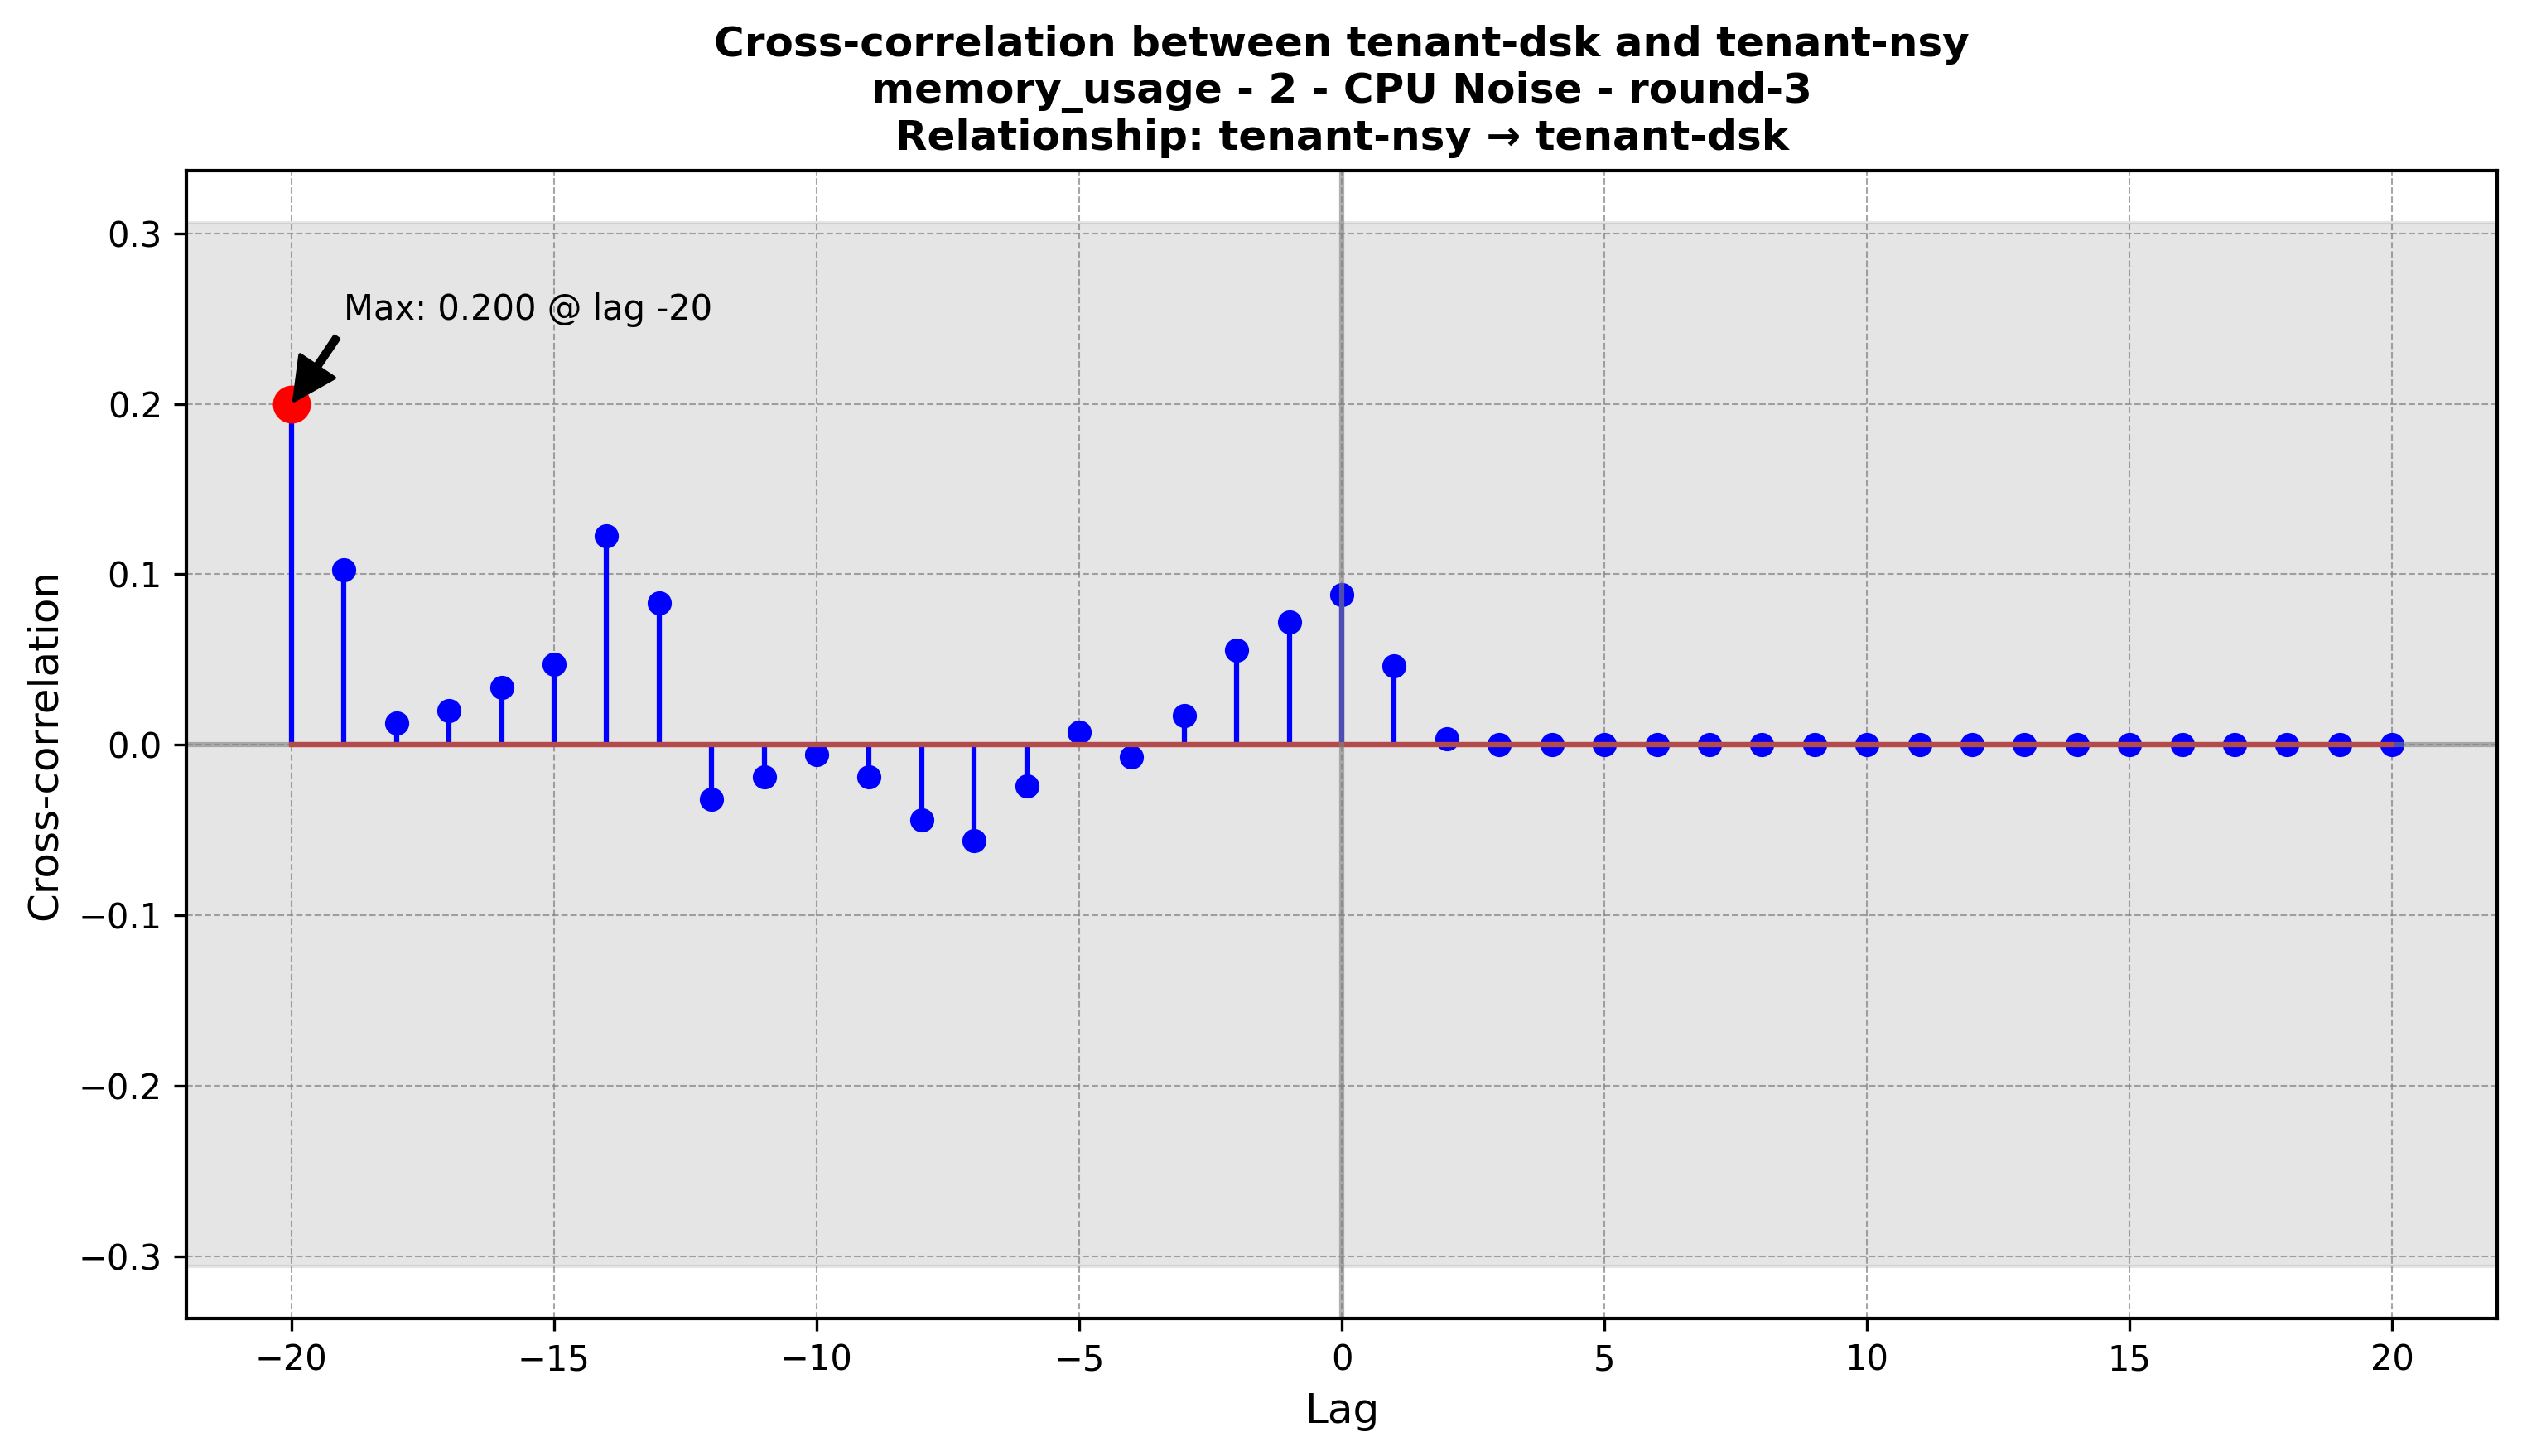 Cross-correlation between tenant-dsk and tenant-nsy
memory_usage - 2 - CPU Noise - round-3
Relationship: tenant-nsy → tenant-dsk
Max: 0.200 @ lag -20
Cross-correlation
0.3
0.2
0.1
0.0
−0.1
−0.2
−0.3
−20 −15 −10 −5 0 5 10 15 20
Lag